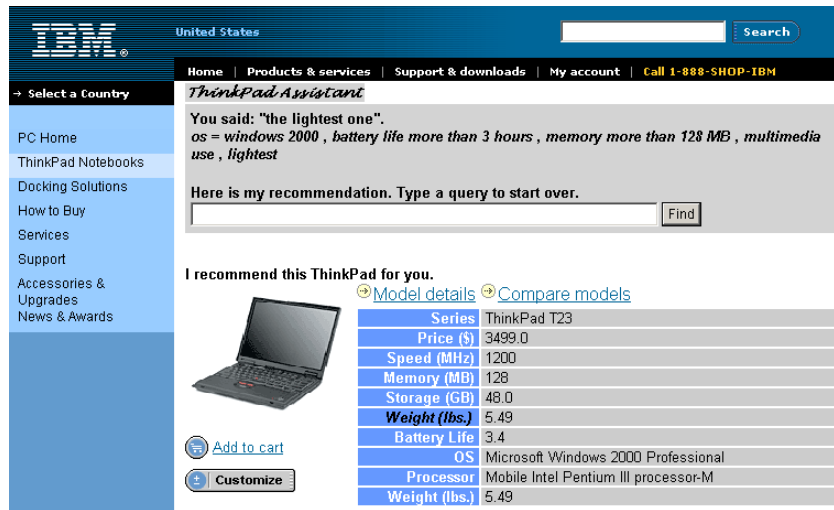 IBM®
United States
Search
Home | Products & services | Support & downloads | My account | Call 1-888-SHOP-IBM
→ Select a Country
ThinkPad Assistant
PC Home
ThinkPad Notebooks
Docking Solutions
How to Buy
Services
Support
Accessories &
Upgrades
News & Awards
You said: "the lightest one".
os = windows 2000 , battery life more than 3 hours , memory more than 128 MB , multimedia
use , lightest
Here is my recommendation. Type a query to start over.
Find
I recommend this ThinkPad for you.
Model details Compare models
Series ThinkPad T23
Price ($) 3499.0
Speed (MHz) 1200
Memory (MB) 128
Storage (GB) 48.0
Weight (lbs.) 5.49
Battery Life 3.4
OS Microsoft Windows 2000 Professional
Processor Mobile Intel Pentium III processor-M
Weight (lbs.) 5.49
Add to cart
Customize